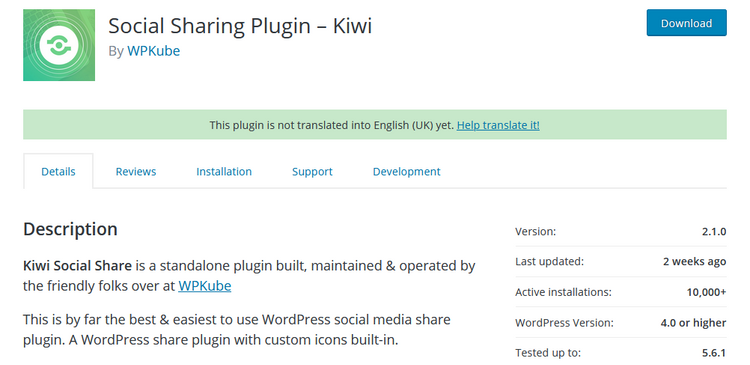 Social Sharing Plugin – Kiwi
By WPKube
Download
This plugin is not translated into English (UK) yet. Help translate it!
Details
Reviews
Installation
Support
Development
Description
Kiwi Social Share is a standalone plugin built, maintained & operated by
the friendly folks over at WPKube
This is by far the best & easiest to use WordPress social media share
plugin. A WordPress share plugin with custom icons built-in.
Version: 2.1.0
Last updated: 2 weeks ago
Active installations: 10,000+
WordPress Version: 4.0 or higher
Tested up to: 5.6.1